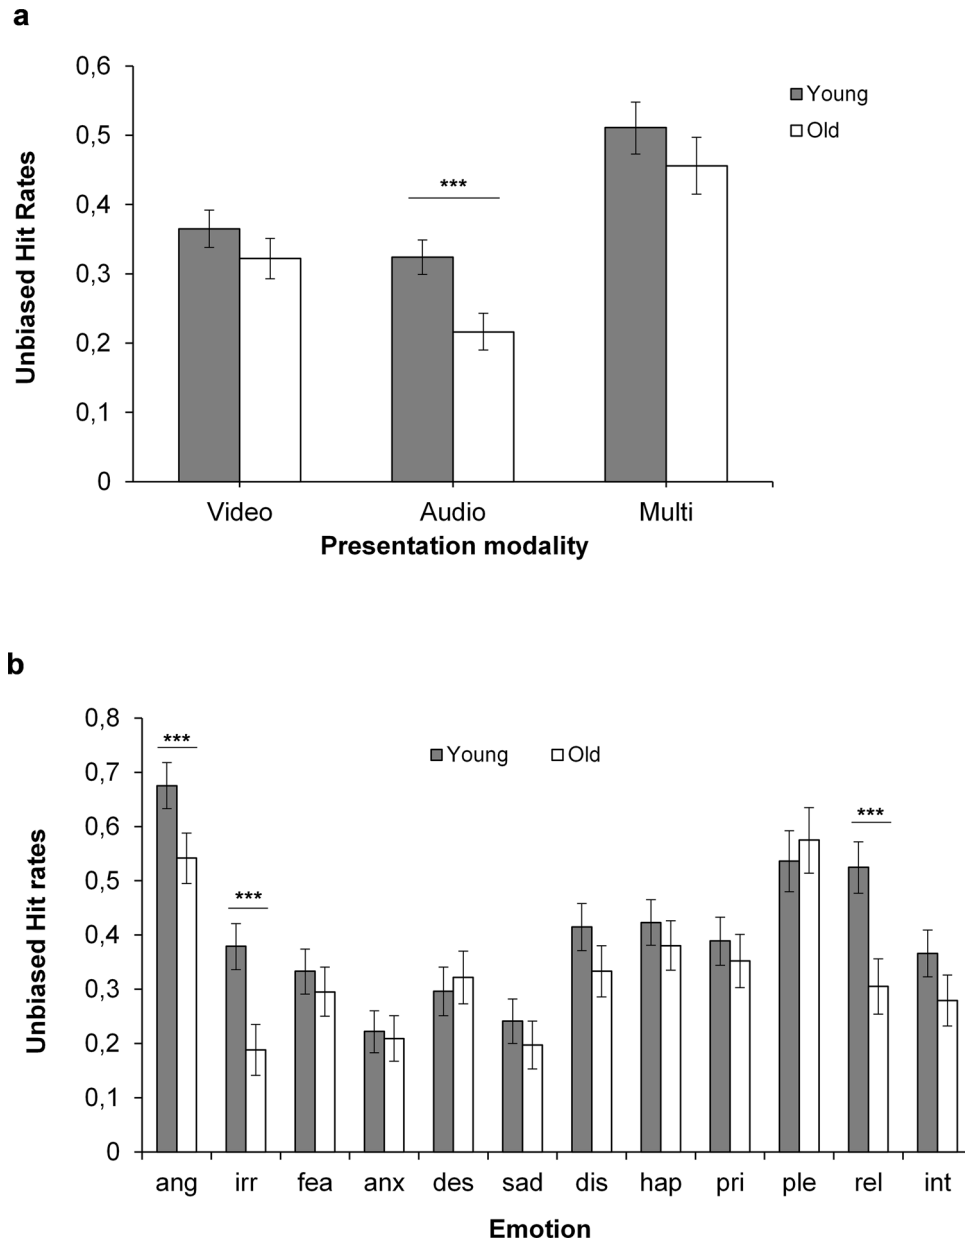 a
0,6
0,5
0,4
0,3
0,2
0,1
0
Unbiased Hit Rates
***
Young
Old
Video Audio Multi
Presentation modality
b
0,8
0,7
0,6
0,5
0,4
0,3
0,2
0,1
0
Unbiased Hit rates
***
***
***
Young Old
ang irr fea anx des sad dis hap pri ple rel int
Emotion